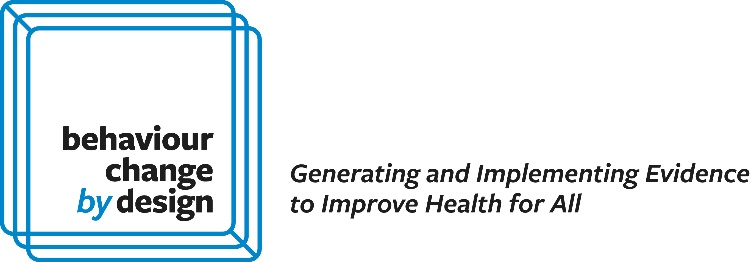 behaviour
change
by design
Generating and Implementing Evidence
to Improve Health for All